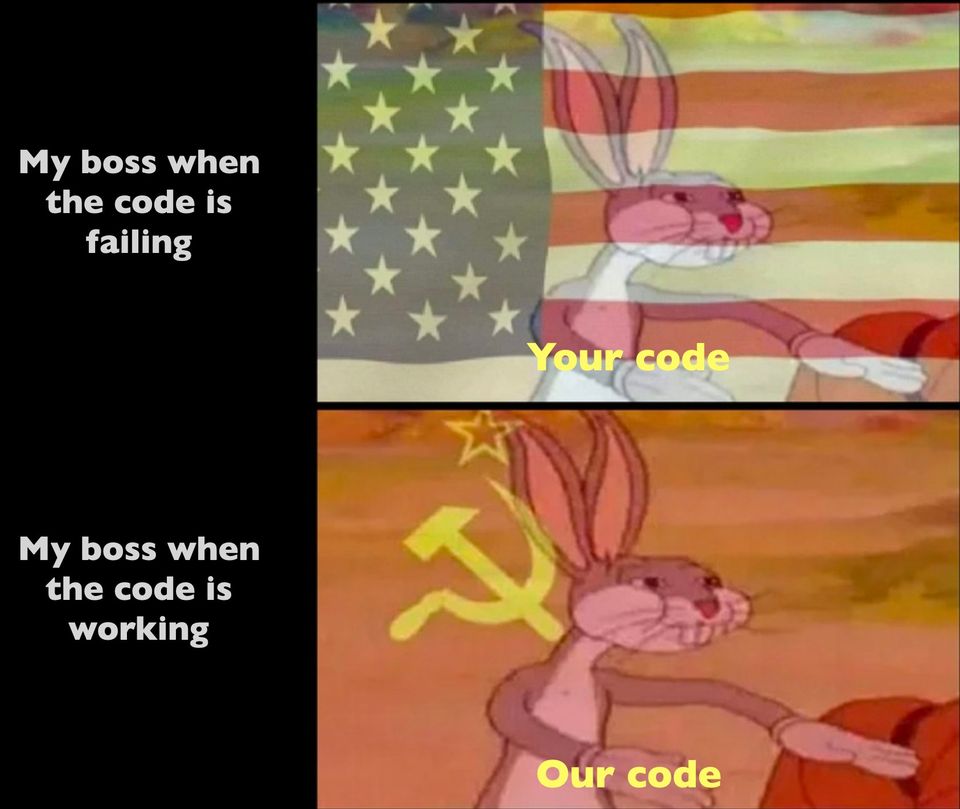 My boss when
the code is
failing
Your code
My boss when
the code is
working
Our code